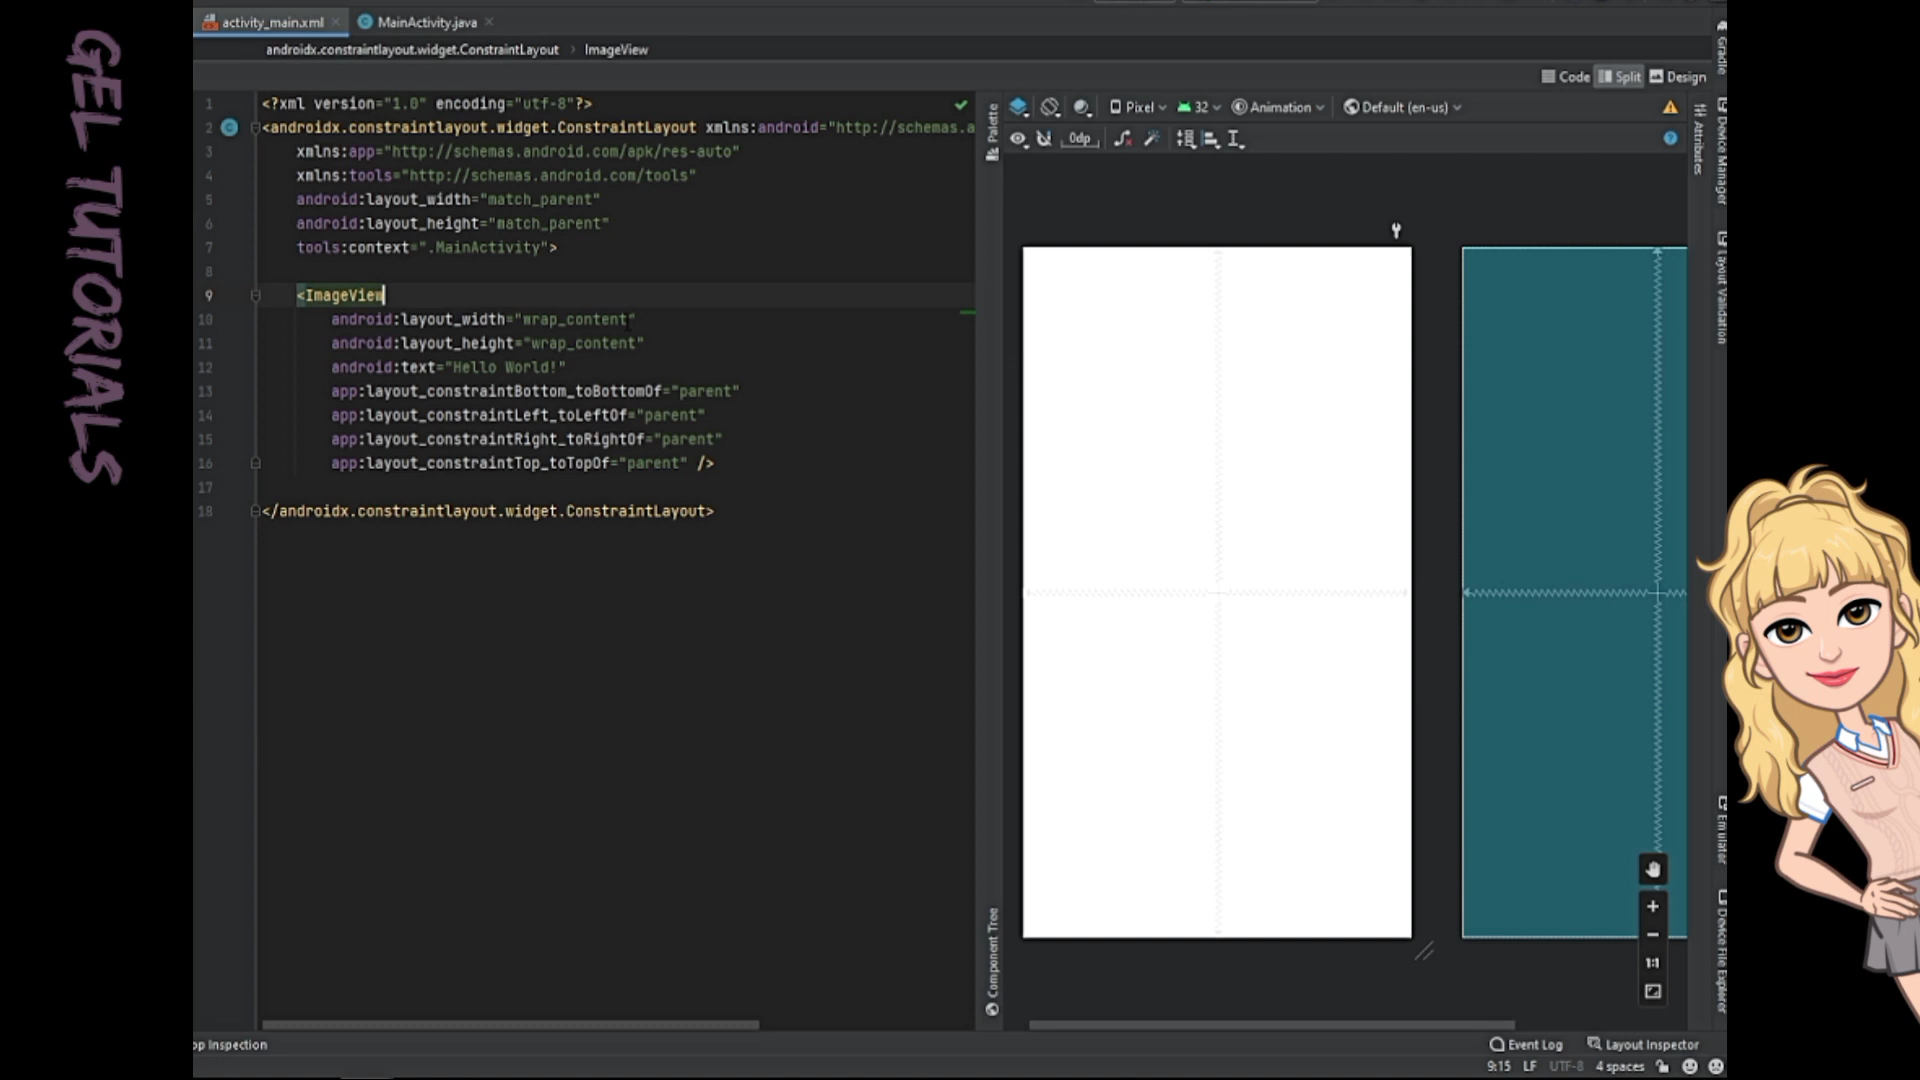 GEL TUTORIALS
activity_main.xml
MainActivity.java
androidx.constraintlayout.widget.ConstraintLayout
ImageView
Code
Split
Design
1 <?xml version="1.0" encoding="utf-8"?>
2 <androidx.constraintlayout.widget.ConstraintLayout xmlns:android="http://schemas.a
3 xmlns:app="http://schemas.android.com/apk/res-auto"
4 xmlns:tools="http://schemas.android.com/tools"
5 android:layout_width="match_parent"
6 android:layout_height="match_parent"
7 tools:context=".MainActivity">
8
9 <ImageView
10 android:layout_width="wrap_content"
11 android:layout_height="wrap_content"
12 android:text="Hello World!"
13 app:layout_constraintBottom_toBottomOf="parent"
14 app:layout_constraintLeft_toLeftOf="parent"
15 app:layout_constraintRight_toRightOf="parent"
16 app:layout_constraintTop_toTopOf="parent" />
17
18 </androidx.constraintlayout.widget.ConstraintLayout>
Palette
Component Tree
Pixel
32
Animation
Default (en-us)
0dp
1:1
Attributes
Gradle
Device Manager
Layout Validation
Emulator
Device File Explorer
op Inspection
Event Log
Layout Inspector
9:15 LF UTF-8 4 spaces